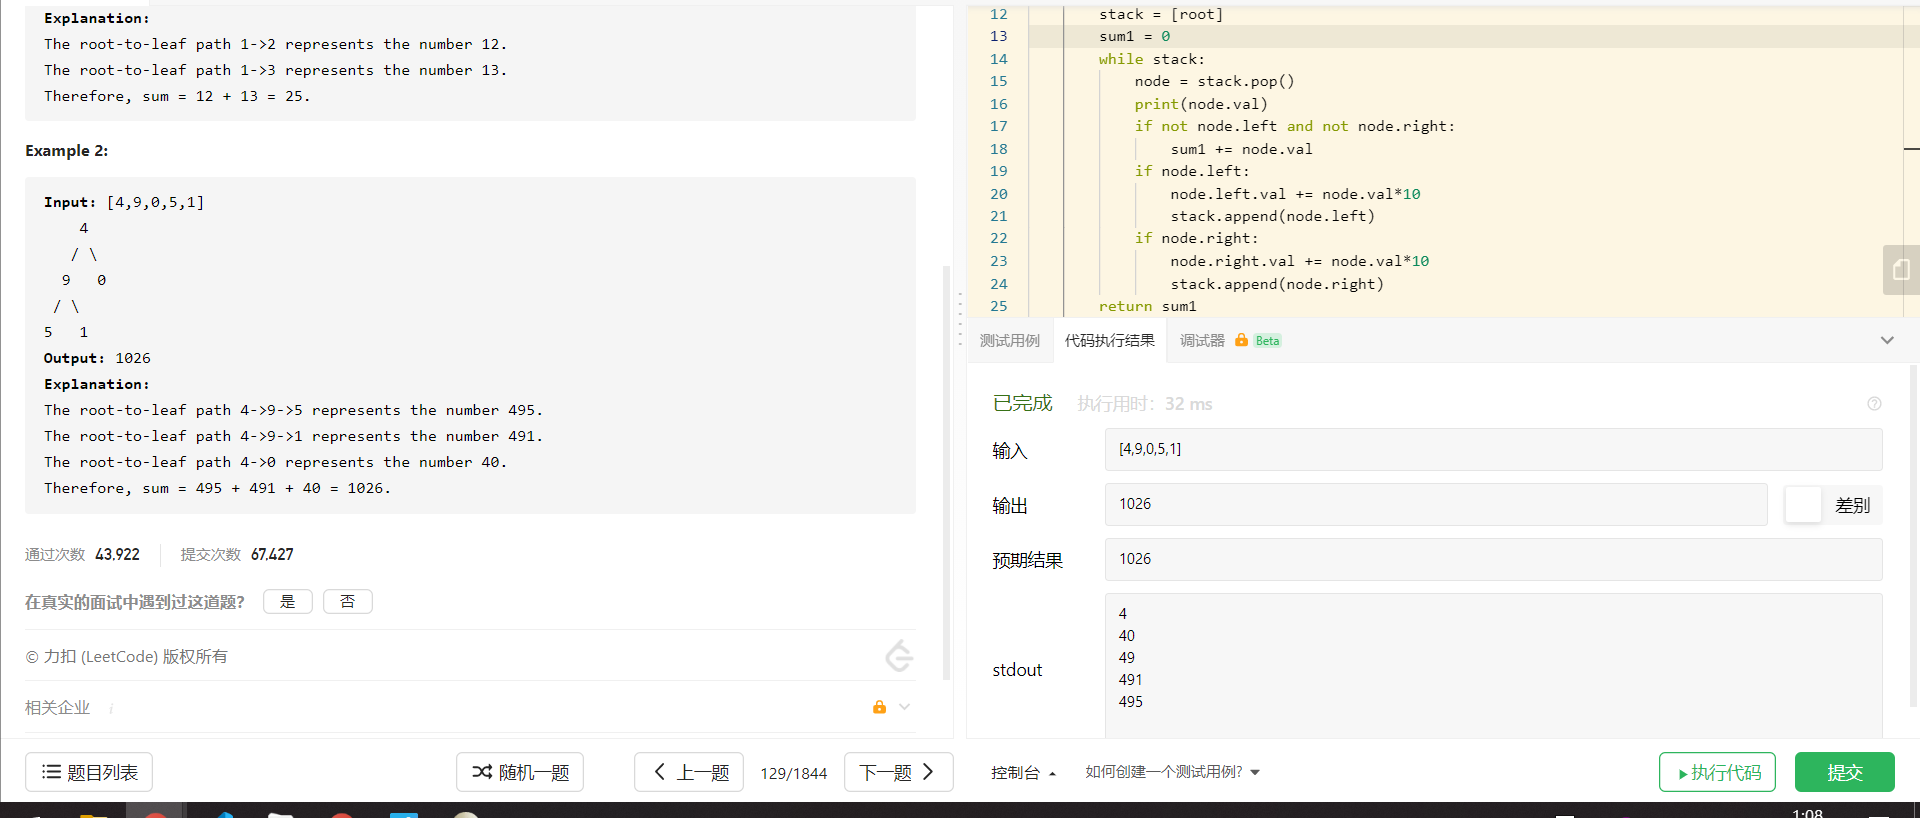 Explanation:
The root-to-leaf path 1->2 represents the number 12.
The root-to-leaf path 1->3 represents the number 13.
Therefore, sum = 12 + 13 = 25.
Example 2:
Input: [4,9,0,5,1]
4
/ \
9   0
/ \
5   1
Output: 1026
Explanation:
The root-to-leaf path 4->9->5 represents the number 495.
The root-to-leaf path 4->9->1 represents the number 491.
The root-to-leaf path 4->0 represents the number 40.
Therefore, sum = 495 + 491 + 40 = 1026.
通过次数 43,922 提交次数 67,427
在真实的面试中遇到过这道题? 是 否
© 力扣 (LeetCode) 版权所有
相关企业 i
题目列表 随机一题 上一题 129/1844 下一题
12 stack = [root]
13 sum1 = 0
14 while stack:
15 node = stack.pop()
16 print(node.val)
17 if not node.left and not node.right:
18 sum1 += node.val
19 if node.left:
20 node.left.val += node.val*10
21 stack.append(node.left)
22 if node.right:
23 node.right.val += node.val*10
24 stack.append(node.right)
25 return sum1
测试用例 代码执行结果 调试器 Beta
已完成 执行用时: 32 ms
输入 [4,9,0,5,1]
输出 1026 差别
预期结果 1026
stdout
4
40
49
491
495
控制台 如何创建一个测试用例? 执行代码 提交
1:08